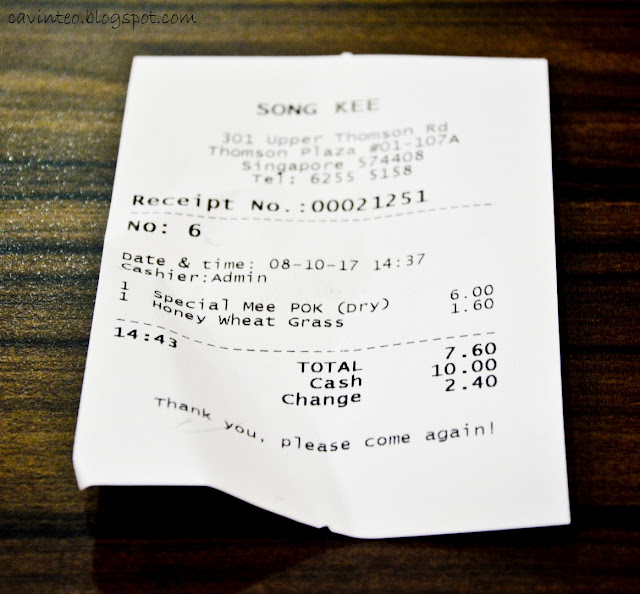 cavinteo.blogspot.com
SONG KEE
301 Upper Thomson Rd
Thomson Plaza #01-107A
Singapore 574408
Tel: 6255 5158
Receipt No.:00021251
NO: 6
Date & time: 08-10-17 14:37
Cashier:Admin
1 Special Mee POK (Dry) 6.00
1 Honey Wheat Grass 1.60
14:43
TOTAL 7.60
Cash 10.00
Change 2.40
Thank you, please come again!